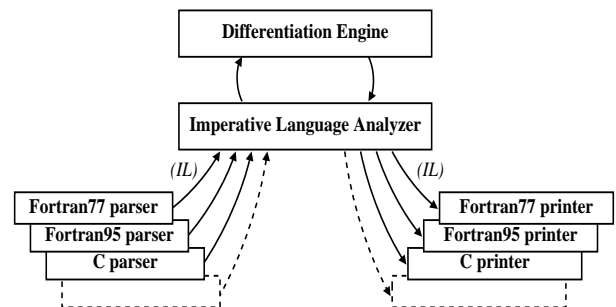 Differentiation Engine
Imperative Language Analyzer
(IL)
(IL)
Fortran77 parser
Fortran77 printer
Fortran95 parser
Fortran95 printer
C parser
C printer